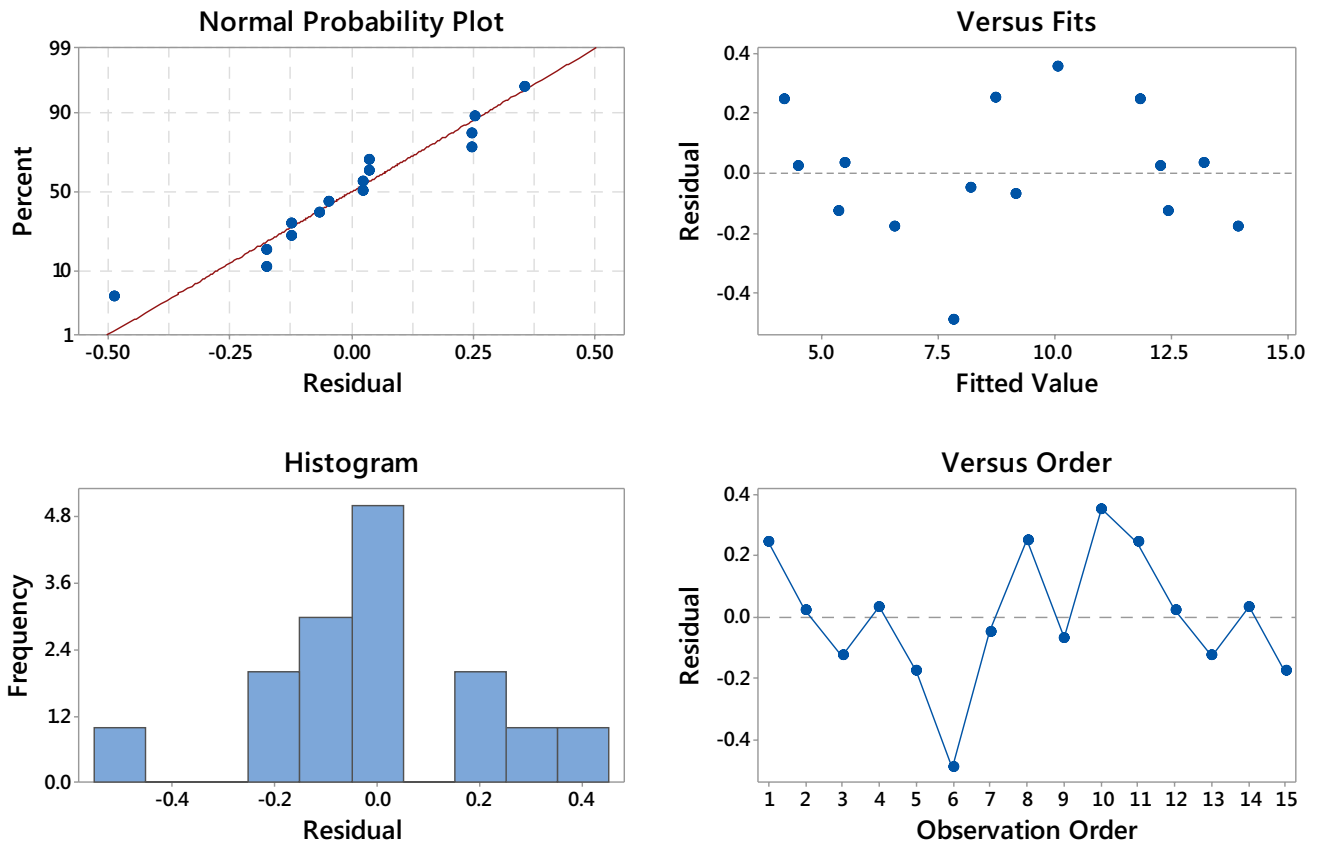 Normal Probability Plot
99
90
50
10
1
Percent
-0.50 -0.25 0.00 0.25 0.50
Residual
Versus Fits
0.4
0.2
0.0
-0.2
-0.4
Residual
5.0 7.5 10.0 12.5 15.0
Fitted Value
Histogram
4.8
3.6
2.4
12
0.0
Frequency
-0.4 -0.2 0.0 0.2 0.4
Residual
Versus Order
0.4
0.2
0.0
-0.2
-0.4
Residual
1 2 3 4 5 6 7 8 9 10 11 12 13 14 15
Observation Order